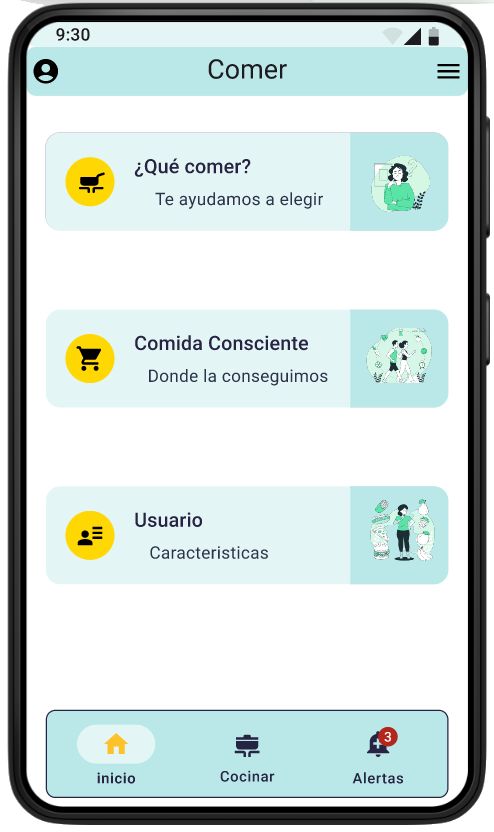 9:30
Comer
¿Qué comer?
Te ayudamos a elegir
Comida Consciente
Donde la conseguimos
Usuario
Caracteristicas
3
inicio
Cocinar
Alertas